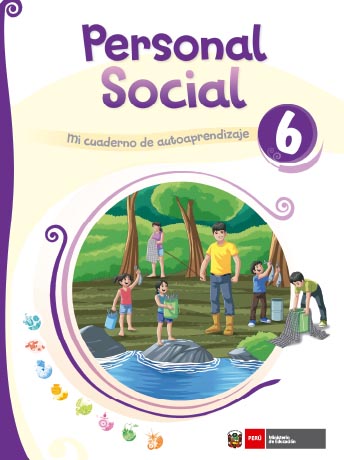 Personal
Social
Mi cuaderno de autoaprendizaje
6
PERÚ
Ministerio
de Educación